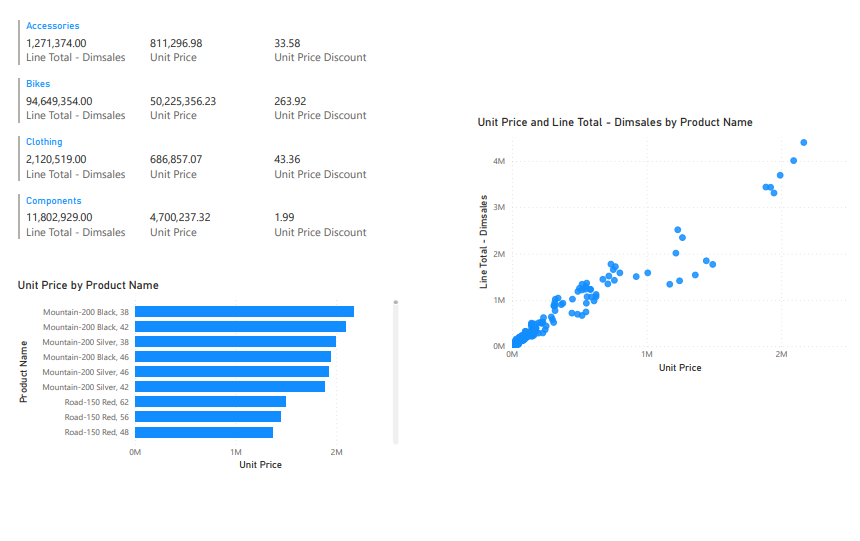 Accessories
1,271,374.00 811,296.98 33.58
Line Total - Dimsales Unit Price Unit Price Discount
Bikes
94,649,354.00 50,225,356.23 263.92
Line Total - Dimsales Unit Price Unit Price Discount
Clothing
2,120,519.00 686,857.07 43.36
Line Total - Dimsales Unit Price Unit Price Discount
Components
11,802,929.00 4,700,237.32 1.99
Line Total - Dimsales Unit Price Unit Price Discount
Unit Price by Product Name
Product Name
Mountain-200 Black, 38
Mountain-200 Black, 42
Mountain-200 Silver, 38
Mountain-200 Black, 46
Mountain-200 Silver, 46
Mountain-200 Silver, 42
Road-150 Red, 62
Road-150 Red, 56
Road-150 Red, 48
0M 1M 2M
Unit Price
Unit Price and Line Total - Dimsales by Product Name
Line Total - Dimsales
4M
3M
2M
1M
0M
0M 1M 2M
Unit Price